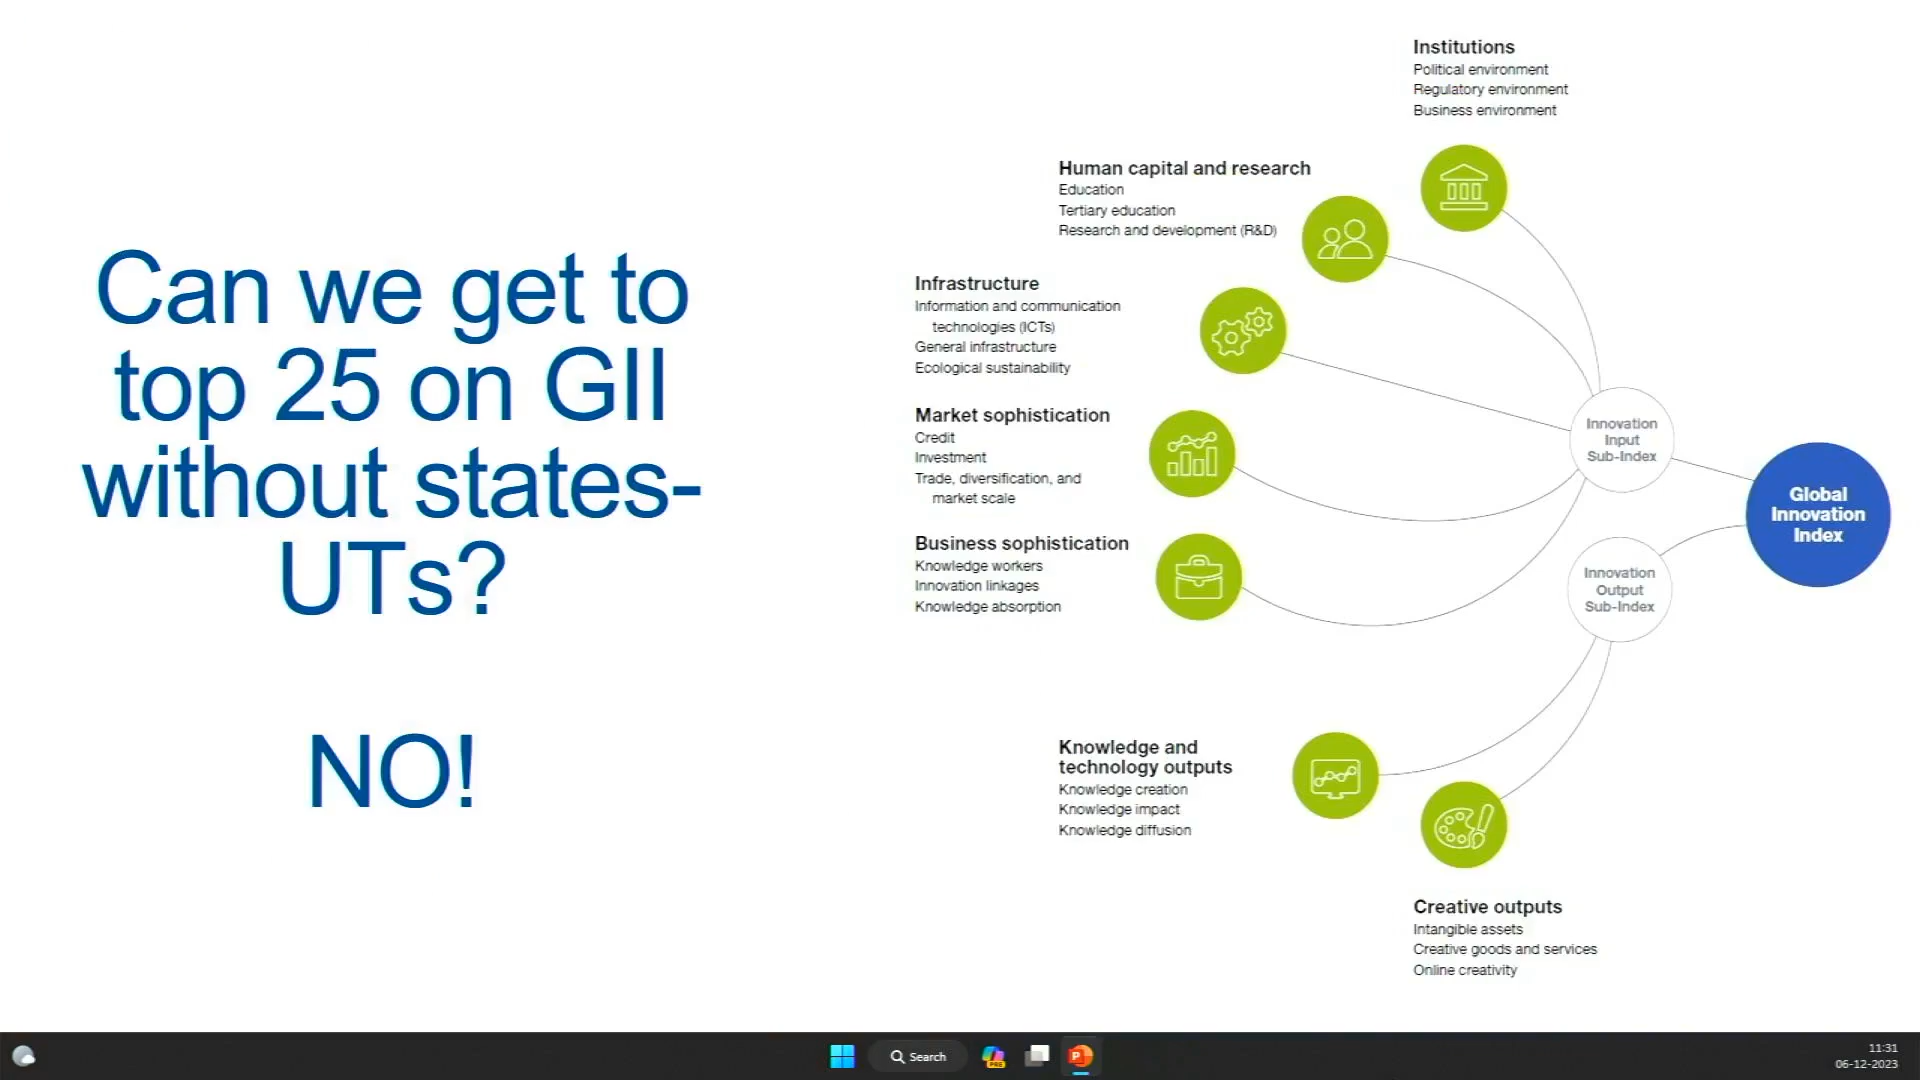 Can we get to
top 25 on GII
without states-
UTs?
NO!
Institutions
Political environment
Regulatory environment
Business environment
Human capital and research
Education
Tertiary education
Research and development (R&D)
Infrastructure
Information and communication
technologies (ICTs)
General infrastructure
Ecological sustainability
Market sophistication
Credit
Investment
Trade, diversification, and
market scale
Business sophistication
Knowledge workers
Innovation linkages
Knowledge absorption
Innovation
Input
Sub-Index
Global
Innovation
Index
Innovation
Output
Sub-Index
Knowledge and
technology outputs
Knowledge creation
Knowledge impact
Knowledge diffusion
Creative outputs
Intangible assets
Creative goods and services
Online creativity
Search
PRE
P
11:31
06-12-2023